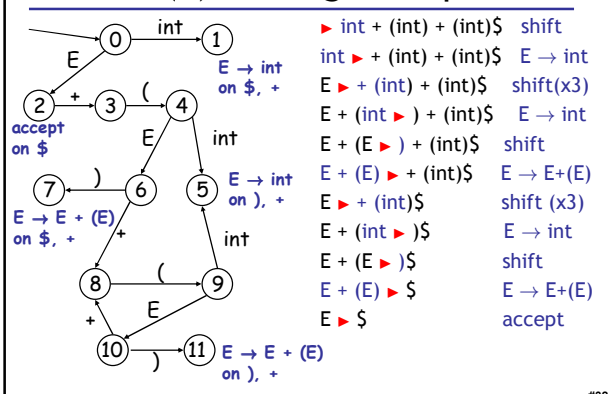 int
0
1
E
E → int
on $, +
2
+
3
(
4
accept
on $
E
int
7
)
6
5
E → int
on ), +
E → E + (E)
on $, +
+
int
8
(
9
E
+
10
)
11
E → E + (E)
on ), +
► int + (int) + (int)$ shift
int ► + (int) + (int)$ E → int
E ► + (int) + (int)$ shift(x3)
E + (int ► ) + (int)$ E → int
E + (E ► ) + (int)$ shift
E + (E) ► + (int)$ E → E+(E)
E ► + (int)$ shift (x3)
E + (int ► )$ E → int
E + (E ► )$ shift
E + (E) ► $ E → E+(E)
E ► $ accept